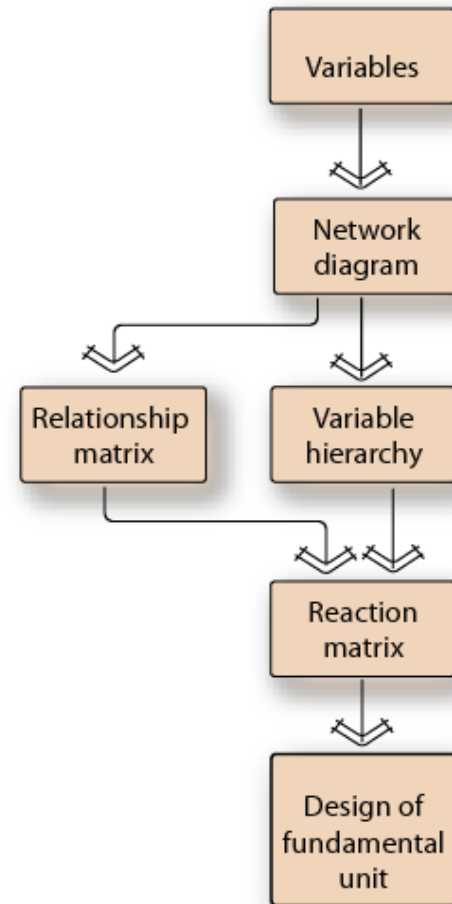 Variables
Network
diagram
Relationship
matrix
Variable
hierarchy
Reaction
matrix
Design of
fundamental
unit